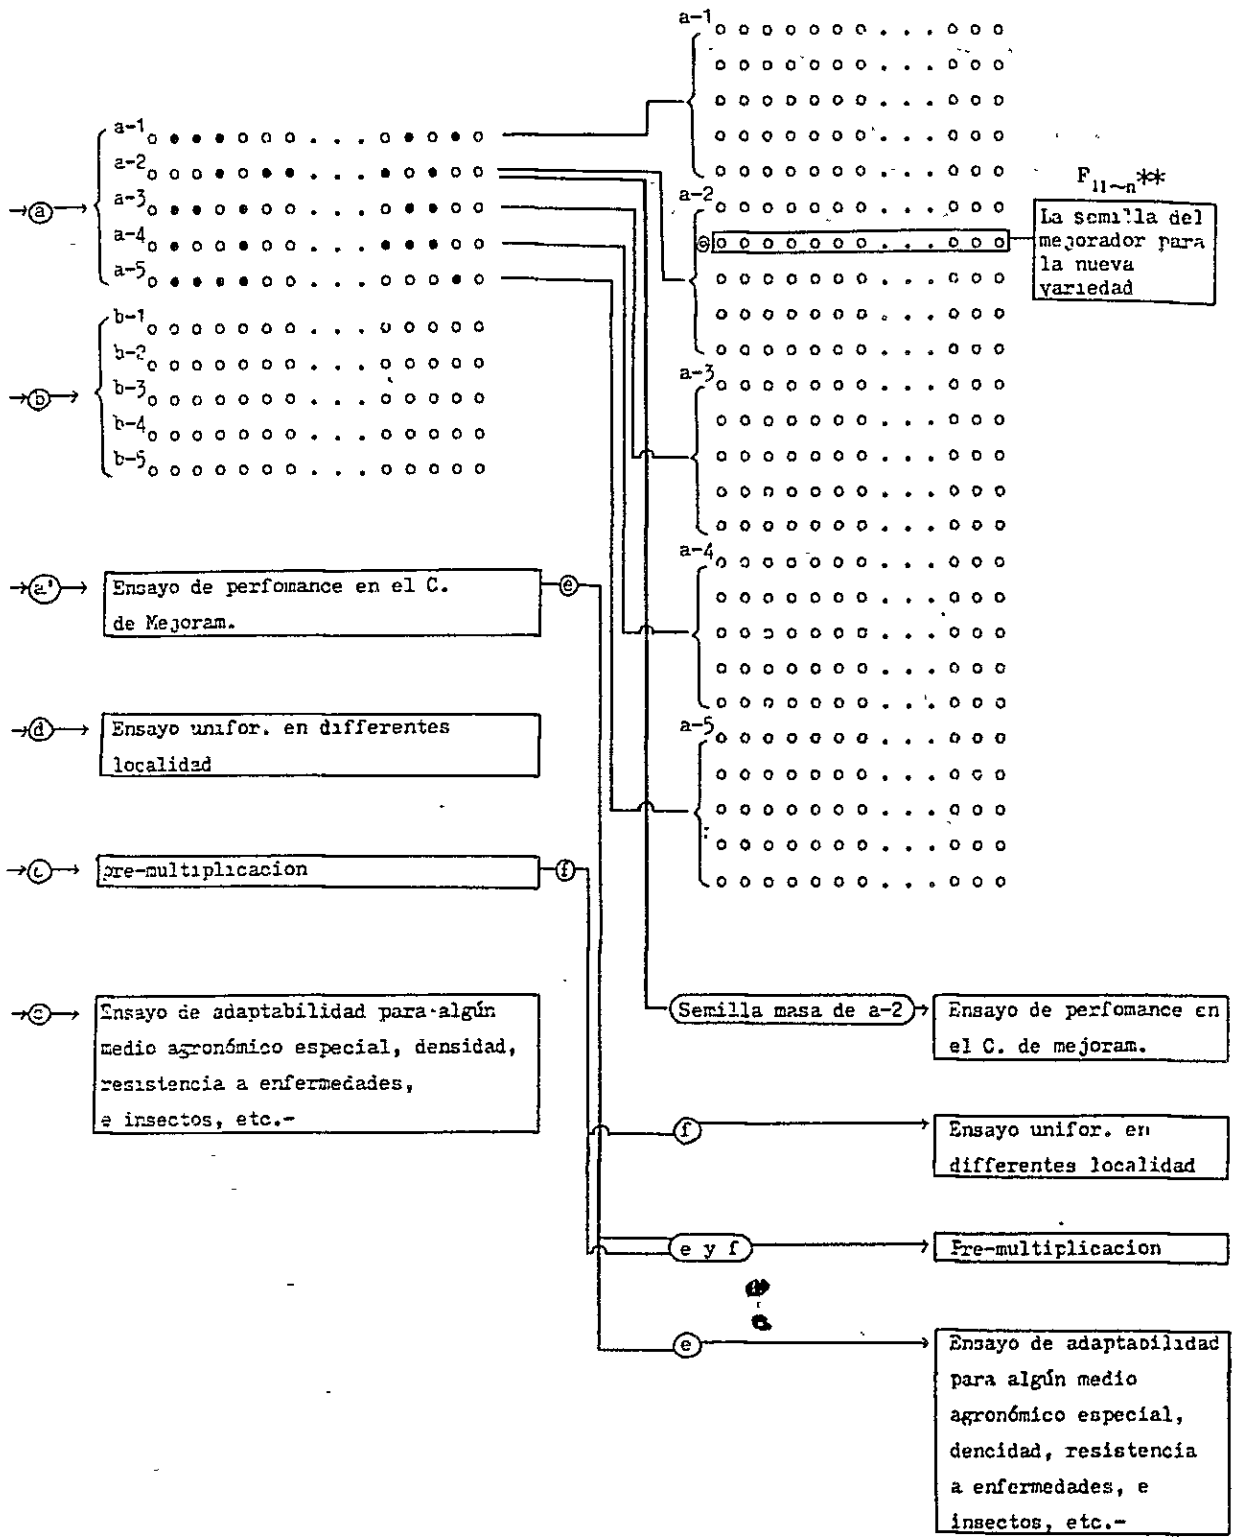 a-1
a-2
a-3
a-4
a-5
a
b-1
b-2
b-3
b-4
b-5
b
a'
Ensayo de perfomance en el C.
de Mejoram.
e
d
Ensayo unifor. en differentes
localidad
pre-multiplicacion
f
Ensayo de adaptabilidad para algún
medio agronómico especial, densidad,
resistencia a enfermedades,
e insectos, etc.-
a-1
a-2
a-3
a-4
a-5
F11~n**
La semilla del
mejorador para
la nueva
variedad
Semilla masa de a-2
Ensayo de perfomance en
el C. de mejoram.
f
Ensayo unifor. en
differentes localidad
e y f
Pre-multiplicacion
e
Ensayo de adaptabilidad
para algún medio
agronómico especial,
dencidad, resistencia
a enfermedades, e
insectos, etc.-